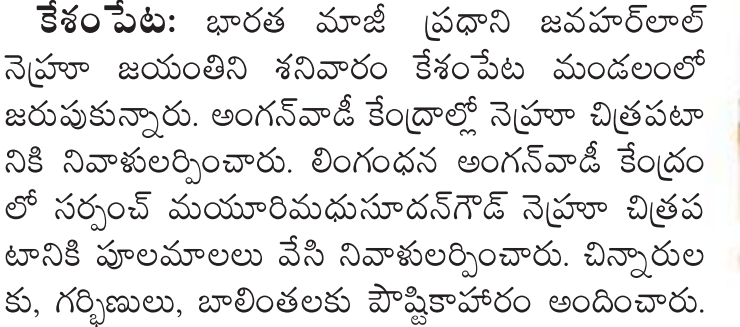 కేశంపేట: భారత మాజీ ప్రధాని జవహర్‌లాల్
నెహ్రూ జయంతిని శనివారం కేశంపేట మండలంలో
జరుపుకున్నారు. అంగన్‌వాడీ కేంద్రాల్లో నెహ్రూ చిత్రపటా
నికి నివాళులర్పించారు. లింగంధన అంగన్‌వాడీ కేంద్రం
లో సర్పంచ్ మయూరిమధుసూదన్‌గౌడ్ నెహ్రూ చిత్రప
టానికి పూలమాలలు వేసి నివాళులర్పించారు. చిన్నారుల
కు, గర్భిణులు, బాలింతలకు పౌష్టికాహారం అందించారు.